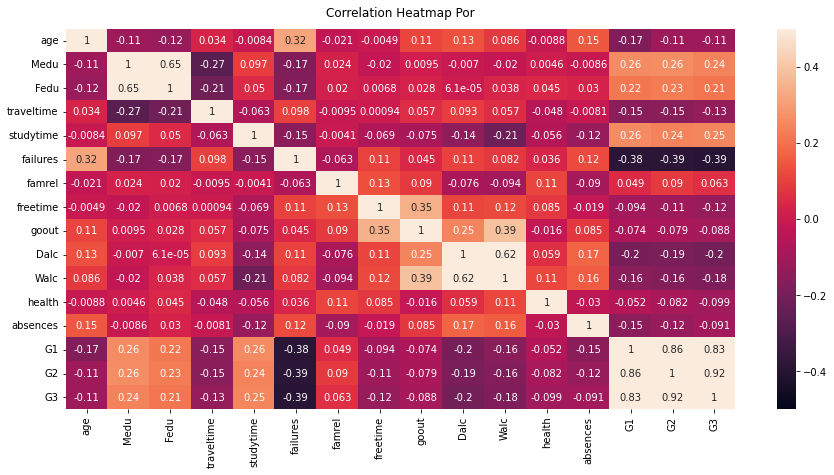 Correlation Heatmap Por
age 1 -0.11 -0.12 0.034 -0.0084 0.32 -0.021 -0.0049 0.11 0.13 0.086 -0.0088 0.15 -0.17 -0.11 -0.11
Medu -0.11 1 0.65 -0.27 0.097 -0.17 0.024 -0.02 0.0095 -0.007 -0.02 0.0046 -0.0086 0.26 0.26 0.24
Fedu -0.12 0.65 1 -0.21 0.05 -0.17 0.02 0.0068 0.028 6.1e-05 0.038 0.045 0.03 0.22 0.23 0.21
traveltime 0.034 -0.27 -0.21 1 -0.063 0.098 -0.0095 0.00094 0.057 0.093 0.057 -0.048 -0.0081 -0.15 -0.15 -0.13
studytime -0.0084 0.097 0.05 -0.063 1 -0.15 -0.0041 -0.069 -0.075 -0.14 -0.21 -0.056 -0.12 0.26 0.24 0.25
failures 0.32 -0.17 -0.17 0.098 -0.15 1 -0.063 0.11 0.045 0.11 0.082 0.036 0.12 -0.38 -0.39 -0.39
famrel -0.021 0.024 0.02 -0.0095 -0.0041 -0.063 1 0.13 0.09 -0.076 -0.094 0.11 -0.09 0.049 0.09 0.063
freetime -0.0049 -0.02 0.0068 0.00094 -0.069 0.11 0.13 1 0.35 0.11 0.12 0.085 -0.019 -0.094 -0.11 -0.12
goout 0.11 0.0095 0.028 0.057 -0.075 0.045 0.09 0.35 1 0.25 0.39 -0.016 0.085 -0.074 -0.079 -0.088
Dalc 0.13 -0.007 6.1e-05 0.093 -0.14 0.11 -0.076 0.11 0.25 1 0.62 0.059 0.17 -0.2 -0.19 -0.2
Walc 0.086 -0.02 0.038 0.057 -0.21 0.082 -0.094 0.12 0.39 0.62 1 0.11 0.16 -0.16 -0.16 -0.18
health -0.0088 0.0046 0.045 -0.048 -0.056 0.036 0.11 0.085 -0.016 0.059 0.11 1 -0.03 -0.052 -0.082 -0.099
absences 0.15 -0.0086 0.03 -0.0081 -0.12 0.12 -0.09 -0.019 0.085 0.17 0.16 -0.03 1 -0.15 -0.12 -0.091
G1 -0.17 0.26 0.22 -0.15 0.26 -0.38 0.049 -0.094 -0.074 -0.2 -0.16 -0.052 -0.15 1 0.86 0.83
G2 -0.11 0.26 0.23 -0.15 0.24 -0.39 0.09 -0.11 -0.079 -0.19 -0.16 -0.082 -0.12 0.86 1 0.92
G3 -0.11 0.24 0.21 -0.13 0.25 -0.39 0.063 -0.12 -0.088 -0.2 -0.18 -0.099 -0.091 0.83 0.92 1
age Medu Fedu traveltime studytime failures famrel freetime goout Dalc Walc health absences G1 G2 G3
0.4
0.2
0.0
-0.2
-0.4